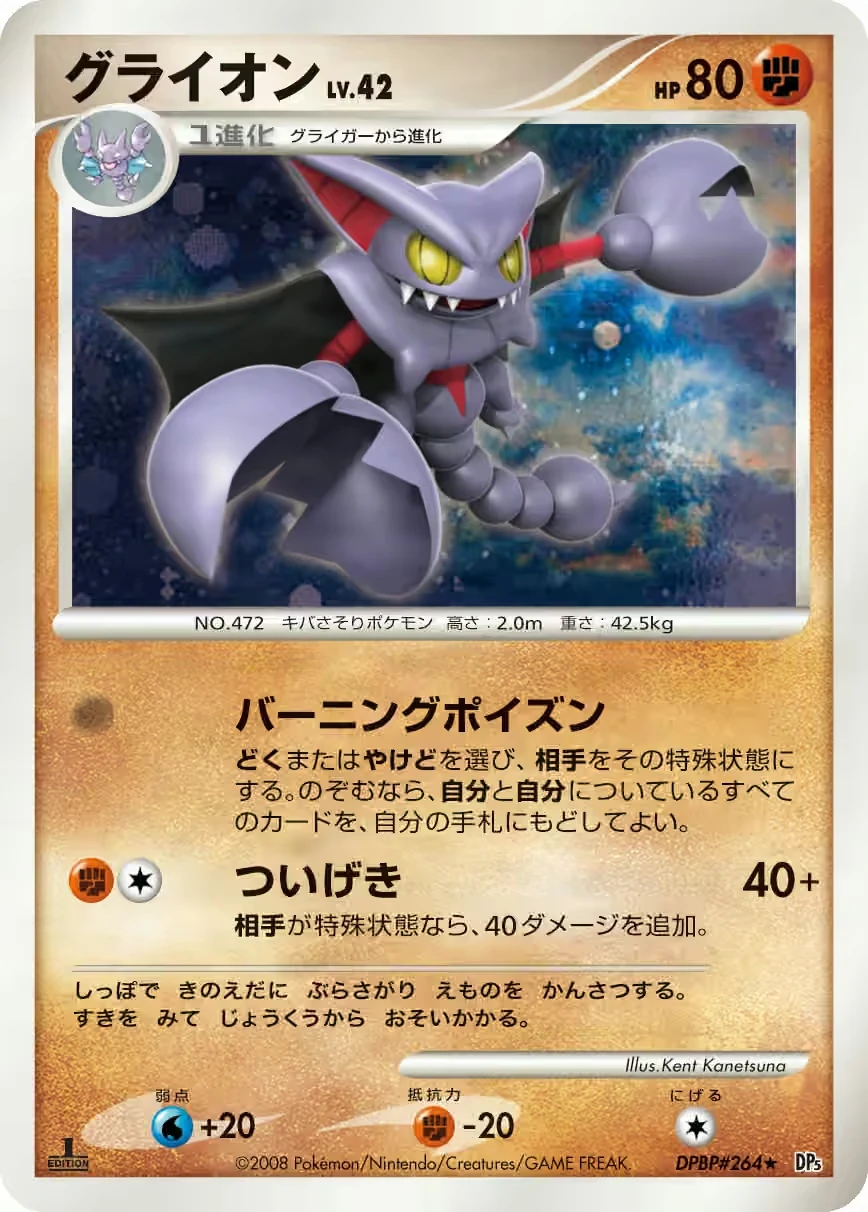 グライオン LV.42 HP 80
1進化 グライガーから進化
NO.472 キバさそりポケモン 高さ：2.0m 重さ：42.5kg
バーニングポイズン
どくまたはやけどを選び、相手をその特殊状態に
する。のぞむなら、自分と自分についているすべて
のカードを、自分の手札にもどしてよい。
ついげき 40+
相手が特殊状態なら、40ダメージを追加。
しっぽで きのえだに ぶらさがり えものを かんさつする。
すきを みて じょうくうから おそいかかる。
Illus.Kent Kanetsuna
弱点 +20 抵抗力 -20 にげる
1 EDITION ©2008 Pokémon/Nintendo/Creatures/GAME FREAK. DPBP#264★ DP5